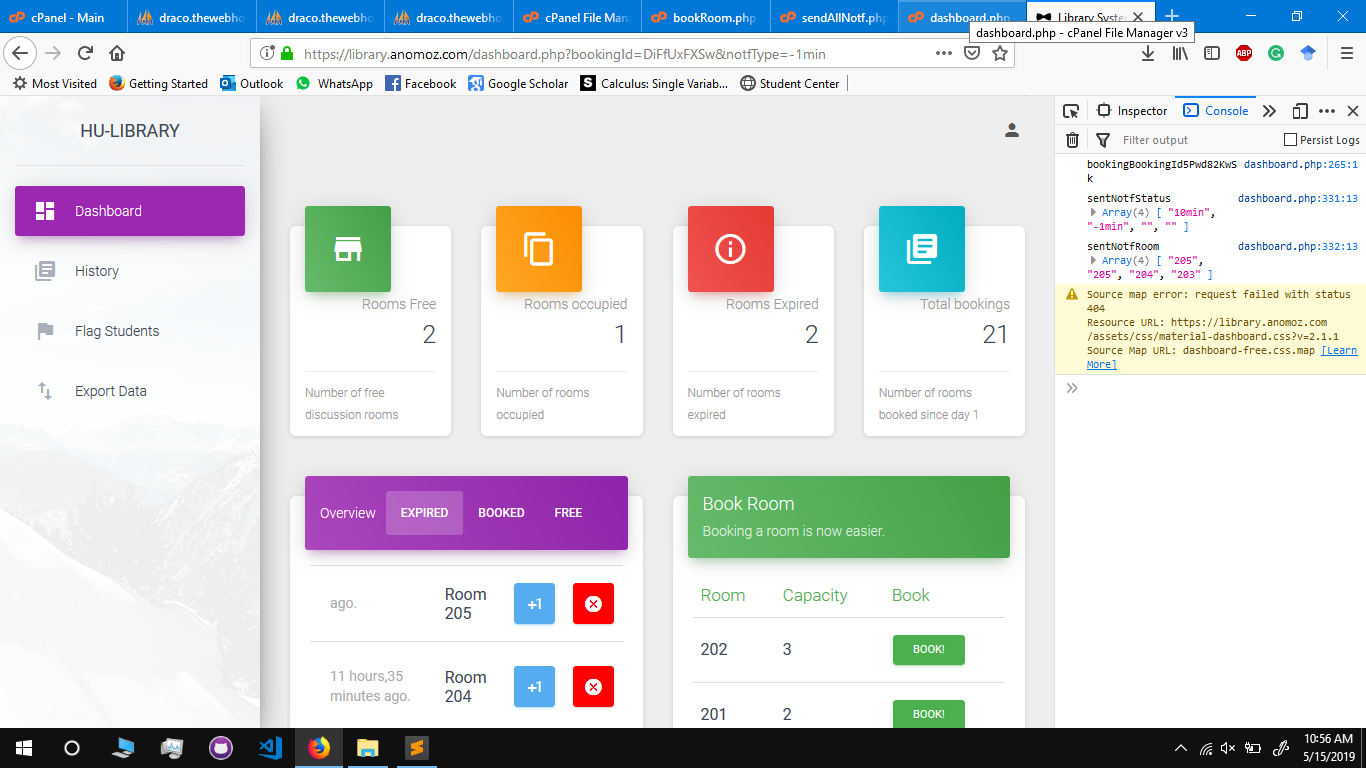 cPanel - Main
draco.thewebho
draco.thewebho
draco.thewebho
cPanel File Man
bookRoom.php
sendAllNotf.php
dashboard.php
Library Syste
dashboard.php - cPanel File Manager v3
https://library.anomoz.com/dashboard.php?bookingId=DiFfUxFXSw&notfType=-1min
ABP
Most Visited
Getting Started
Outlook
WhatsApp
Facebook
Google Scholar
Calculus: Single Variab...
Student Center
HU-LIBRARY
Dashboard
History
Flag Students
Export Data
Rooms Free
2
Number of free
discussion rooms
Rooms occupied
1
Number of rooms
occupied
Rooms Expired
2
Number of rooms
expired
Total bookings
21
Number of rooms
booked since day 1
Overview
EXPIRED
BOOKED
FREE
ago.
Room
205
+1
11 hours,35
minutes ago.
Room
204
+1
Book Room
Booking a room is now easier.
Room Capacity Book
202 3 BOOK!
201 2 BOOK!
Inspector
Console
Filter output
Persist Logs
bookingBookingId5Pwd82KwS dashboard.php:265:1
k
sentNotfStatus dashboard.php:331:13
Array(4) [ "10min",
"-1min", "", "" ]
sentNotfRoom dashboard.php:332:13
Array(4) [ "205",
"205", "204", "203" ]
Source map error: request failed with status
404
Resource URL: https://library.anomoz.com
/assets/css/material-dashboard.css?v=2.1.1
Source Map URL: dashboard-free.css.map [Learn
More]
10:56 AM
5/15/2019